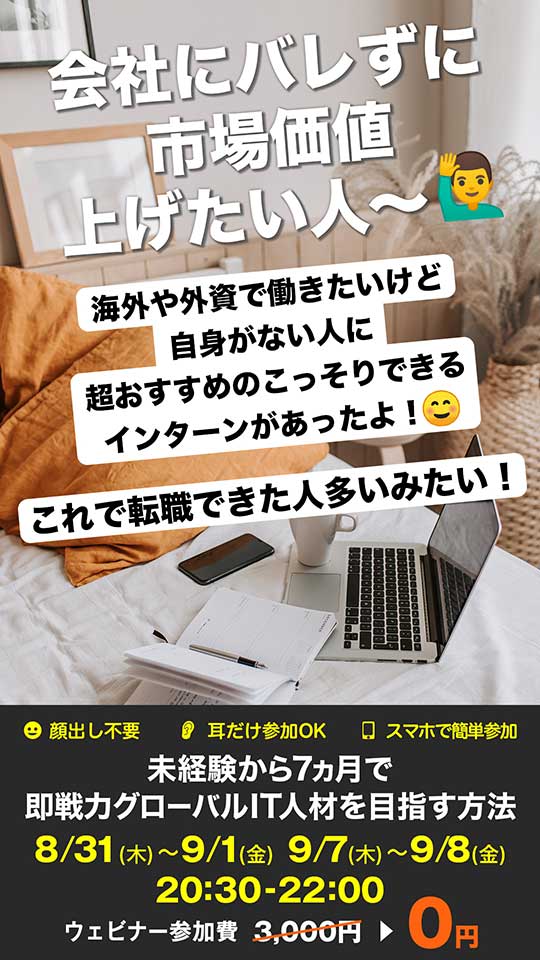 会社にバレずに
市場価値
上げたい人〜🙋‍♂️
海外や外資で働きたいけど
自身がない人に
超おすすめのこっそりできる
インターンがあったよ！😊
これで転職できた人多いみたい！
顔出し不要 耳だけ参加OK スマホで簡単参加
未経験から7ヵ月で
即戦力グローバルIT人材を目指す方法
8/31(木)〜9/1(金) 9/7(木)〜9/8(金)
20:30-22:00
ウェビナー参加費 3,000円 ▶ 0円